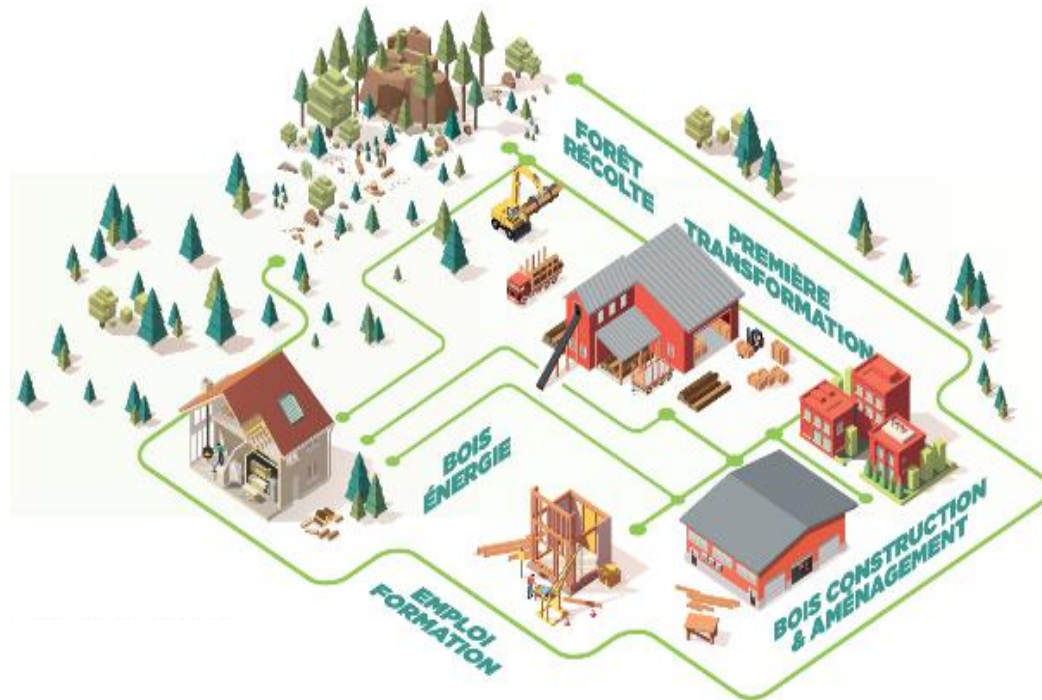 FORÊT
RÉCOLTE
PREMIÈRE
TRANSFORMATION
BOIS
ÉNERGIE
BOIS CONSTRUCTION
& AMÉNAGEMENT
EMPLOI
FORMATION